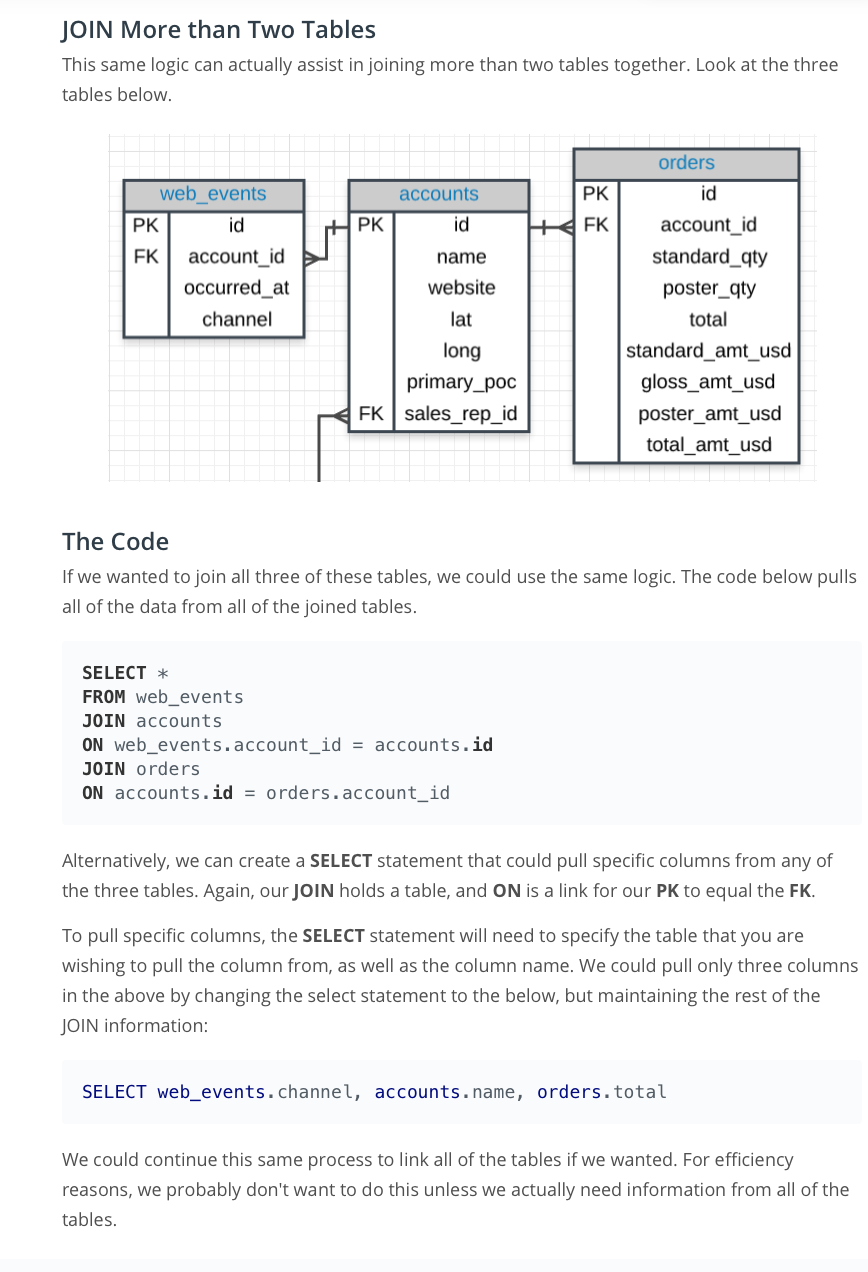 JOIN More than Two Tables
This same logic can actually assist in joining more than two tables together. Look at the three
tables below.
web_events
PK id
FK account_id
occurred_at
channel
accounts
PK id
name
website
lat
long
primary_poc
FK sales_rep_id
orders
PK id
FK account_id
standard_qty
poster_qty
total
standard_amt_usd
gloss_amt_usd
poster_amt_usd
total_amt_usd
The Code
If we wanted to join all three of these tables, we could use the same logic. The code below pulls
all of the data from all of the joined tables.
SELECT *
FROM web_events
JOIN accounts
ON web_events.account_id = accounts.id
JOIN orders
ON accounts.id = orders.account_id
Alternatively, we can create a SELECT statement that could pull specific columns from any of
the three tables. Again, our JOIN holds a table, and ON is a link for our PK to equal the FK.
To pull specific columns, the SELECT statement will need to specify the table that you are
wishing to pull the column from, as well as the column name. We could pull only three columns
in the above by changing the select statement to the below, but maintaining the rest of the
JOIN information:
SELECT web_events.channel, accounts.name, orders.total
We could continue this same process to link all of the tables if we wanted. For efficiency
reasons, we probably don't want to do this unless we actually need information from all of the
tables.